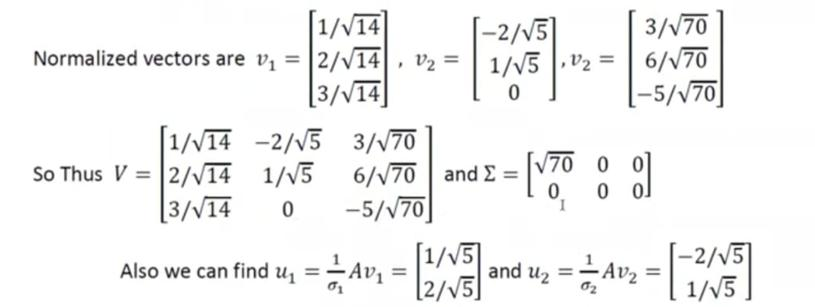 Normalized vectors are v₁ = [1/√14; 2/√14; 3/√14] , v₂ = [−2/√5; 1/√5; 0] , v₂ = [3/√70; 6/√70; −5/√70]
So Thus V = [1/√14 −2/√5 3/√70; 2/√14 1/√5 6/√70; 3/√14 0 −5/√70] and Σ = [√70 0 0; 0 0 0]
Also we can find u₁ = 1/σ₁ Av₁ = [1/√5; 2/√5] and u₂ = 1/σ₂ Av₂ = [−2/√5; 1/√5]